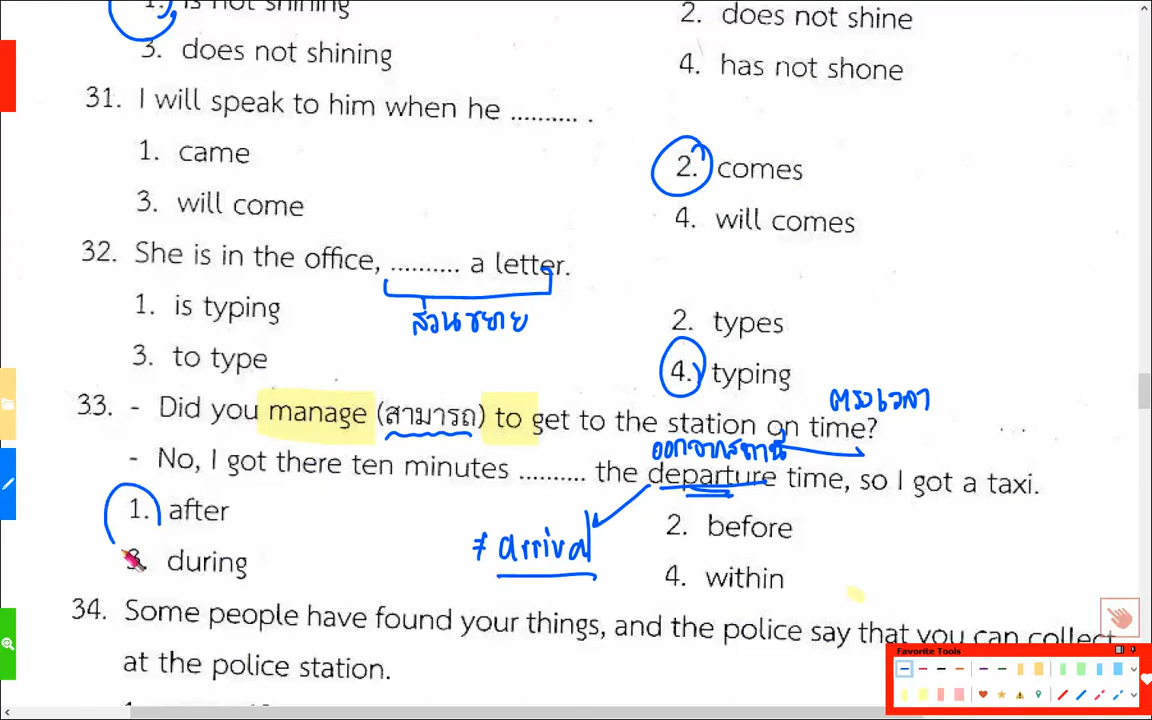 1. is not shining
2. does not shine
3. does not shining
4. has not shone
31. I will speak to him when he .......... .
1. came
2. comes
3. will come
4. will comes
32. She is in the office, .......... a letter.
ส่วนขยาย
1. is typing
2. types
3. to type
4. typing
ตรงเวลา
33. - Did you manage (สามารถ) to get to the station on time?
ออกจากสถานี
- No, I got there ten minutes .......... the departure time, so I got a taxi.
1. after
2. before
≠ arrival
3. during
4. within
34. Some people have found your things, and the police say that you can collect
at the police station.
Favorite Tools